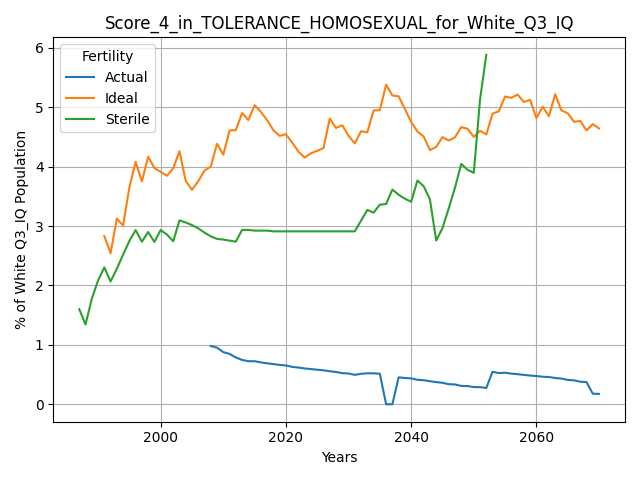 Score_4_in_TOLERANCE_HOMOSEXUAL_for_White_Q3_IQ
Fertility
Actual
Ideal
Sterile
% of White Q3_IQ Population
6
5
4
3
2
1
0
2000 2020 2040 2060
Years